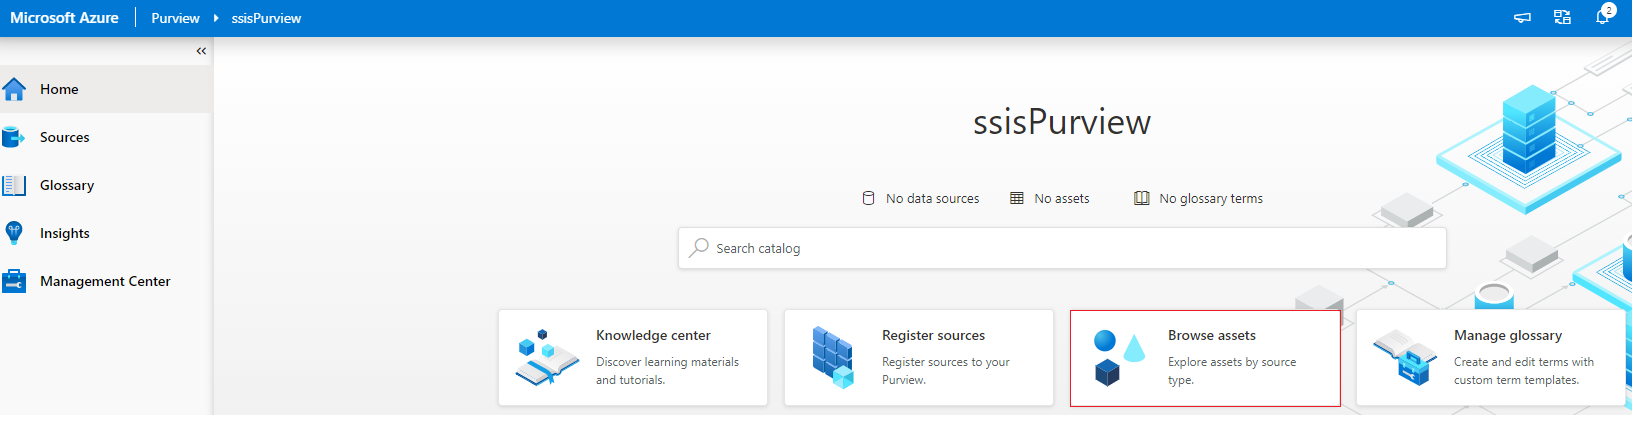 Microsoft Azure Purview ssisPurview 2
Home
Sources
Glossary
Insights
Management Center
ssisPurview
No data sources No assets No glossary terms
Search catalog
Knowledge center
Discover learning materials
and tutorials.
Register sources
Register sources to your
Purview.
Browse assets
Explore assets by source
type.
Manage glossary
Create and edit terms with
custom term templates.